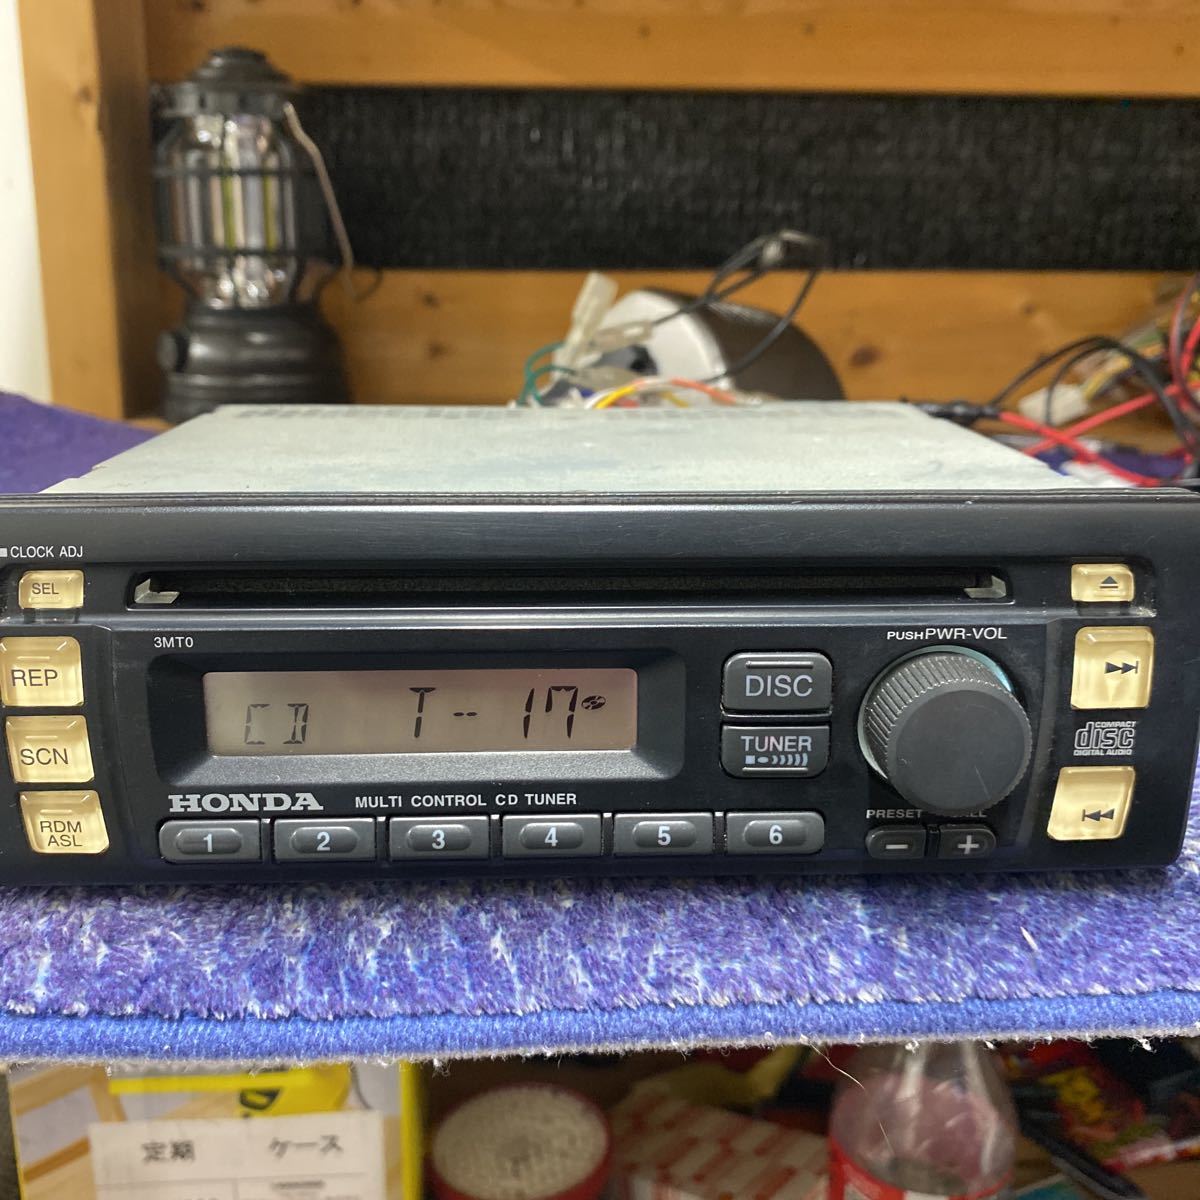 CLOCK ADJ
SEL
3MT0
PUSH PWR-VOL
REP
CD T--17
DISC
SCN
TUNER
COMPACT
disc
DIGITAL AUDIO
HONDA MULTI CONTROL CD TUNER
RDM
ASL
PRESET
1 2 3 4 5 6
− +
定期 ケース